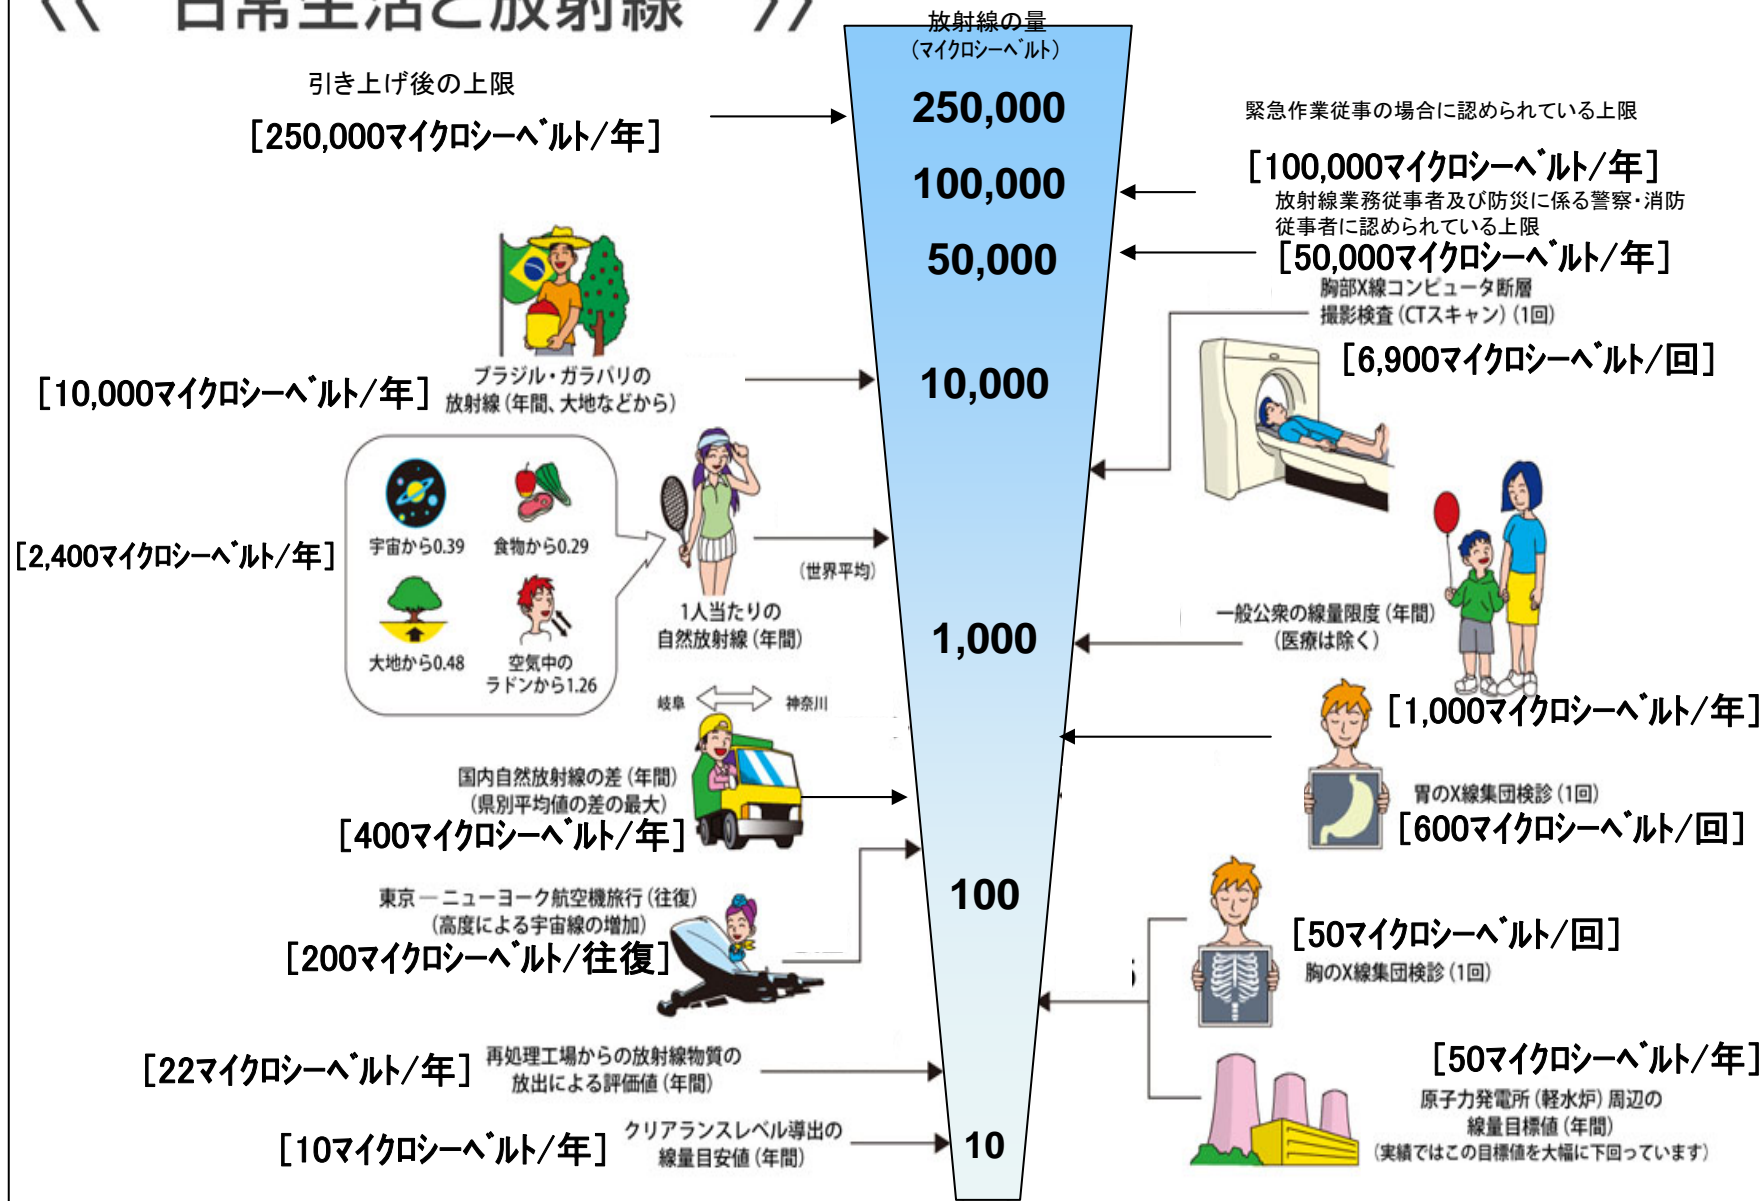 日常生活と放射線
放射線の量
(マイクロシーベルト)
250,000
100,000
50,000
10,000
1,000
100
10
引き上げ後の上限
[250,000マイクロシーベルト/年]
[10,000マイクロシーベルト/年]
ブラジル・ガラパリの
放射線(年間、大地などから)
[2,400マイクロシーベルト/年]
宇宙から0.39
食物から0.29
大地から0.48
空気中の
ラドンから1.26
(世界平均)
1人当たりの
自然放射線(年間)
岐阜
神奈川
国内自然放射線の差(年間)
(県別平均値の差の最大)
[400マイクロシーベルト/年]
東京―ニューヨーク航空機旅行(往復)
(高度による宇宙線の増加)
[200マイクロシーベルト/往復]
[22マイクロシーベルト/年]
再処理工場からの放射線物質の
放出による評価値(年間)
[10マイクロシーベルト/年]
クリアランスレベル導出の
線量目安値(年間)
緊急作業従事の場合に認められている上限
[100,000マイクロシーベルト/年]
放射線業務従事者及び防災に係る警察・消防
従事者に認められている上限
[50,000マイクロシーベルト/年]
胸部X線コンピュータ断層
撮影検査(CTスキャン)(1回)
[6,900マイクロシーベルト/回]
一般公衆の線量限度(年間)
(医療は除く)
[1,000マイクロシーベルト/年]
胃のX線集団検診(1回)
[600マイクロシーベルト/回]
[50マイクロシーベルト/回]
胸のX線集団検診(1回)
[50マイクロシーベルト/年]
原子力発電所(軽水炉)周辺の
線量目標値(年間)
(実績ではこの目標値を大幅に下回っています)